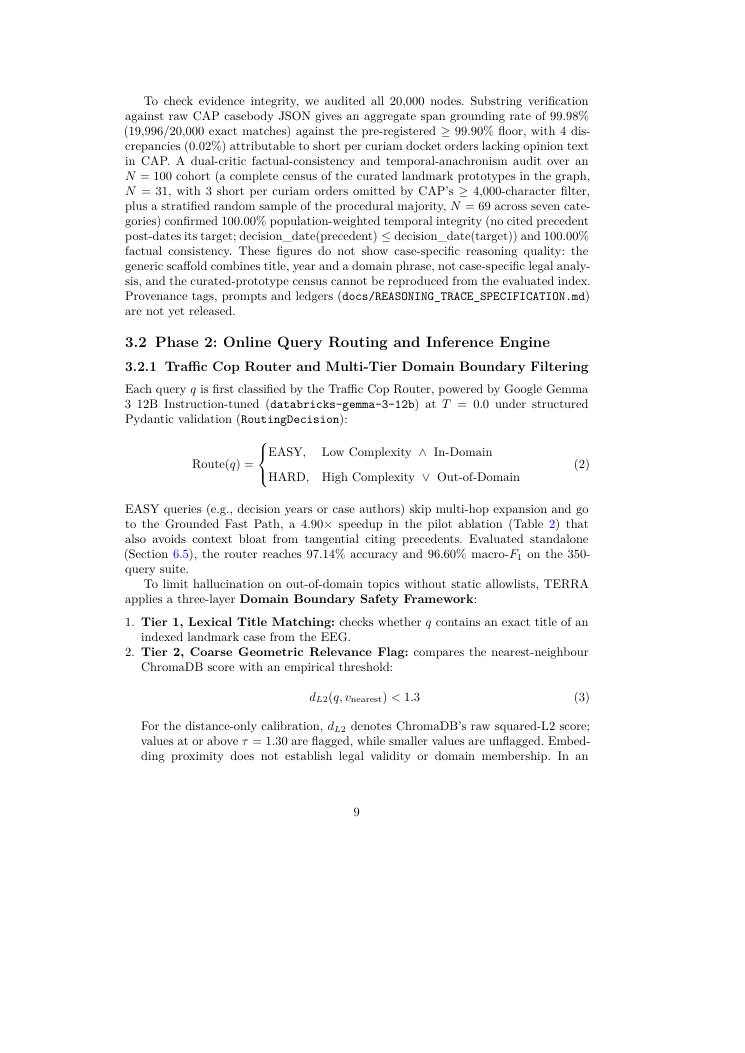 To check evidence integrity, we audited all 20,000 nodes. Substring verification
against raw CAP casebody JSON gives an aggregate span grounding rate of 99.98%
(19,996/20,000 exact matches) against the pre-registered ≥ 99.90% floor, with 4 dis-
crepancies (0.02%) attributable to short per curiam docket orders lacking opinion text
in CAP. A dual-critic factual-consistency and temporal-anachronism audit over an
N = 100 cohort (a complete census of the curated landmark prototypes in the graph,
N = 31, with 3 short per curiam orders omitted by CAP's ≥ 4,000-character filter,
plus a stratified random sample of the procedural majority, N = 69 across seven cate-
gories) confirmed 100.00% population-weighted temporal integrity (no cited precedent
post-dates its target; decision_date(precedent) ≤ decision_date(target)) and 100.00%
factual consistency. These figures do not show case-specific reasoning quality: the
generic scaffold combines title, year and a domain phrase, not case-specific legal analy-
sis, and the curated-prototype census cannot be reproduced from the evaluated index.
Provenance tags, prompts and ledgers (docs/REASONING_TRACE_SPECIFICATION.md)
are not yet released.
3.2 Phase 2: Online Query Routing and Inference Engine
3.2.1 Traffic Cop Router and Multi-Tier Domain Boundary Filtering
Each query q is first classified by the Traffic Cop Router, powered by Google Gemma
3 12B Instruction-tuned (databricks-gemma-3-12b) at T = 0.0 under structured
Pydantic validation (RoutingDecision):
Route(q) = { EASY, Low Complexity ∧ In-Domain
HARD, High Complexity ∨ Out-of-Domain (2)
EASY queries (e.g., decision years or case authors) skip multi-hop expansion and go
to the Grounded Fast Path, a 4.90× speedup in the pilot ablation (Table 2) that
also avoids context bloat from tangential citing precedents. Evaluated standalone
(Section 6.5), the router reaches 97.14% accuracy and 96.60% macro-F₁ on the 350-
query suite.
To limit hallucination on out-of-domain topics without static allowlists, TERRA
applies a three-layer Domain Boundary Safety Framework:
1. Tier 1, Lexical Title Matching: checks whether q contains an exact title of an
indexed landmark case from the EEG.
2. Tier 2, Coarse Geometric Relevance Flag: compares the nearest-neighbour
ChromaDB score with an empirical threshold:
d_L2(q, v_nearest) < 1.3 (3)
For the distance-only calibration, d_L2 denotes ChromaDB's raw squared-L2 score;
values at or above τ = 1.30 are flagged, while smaller values are unflagged. Embed-
ding proximity does not establish legal validity or domain membership. In an
9